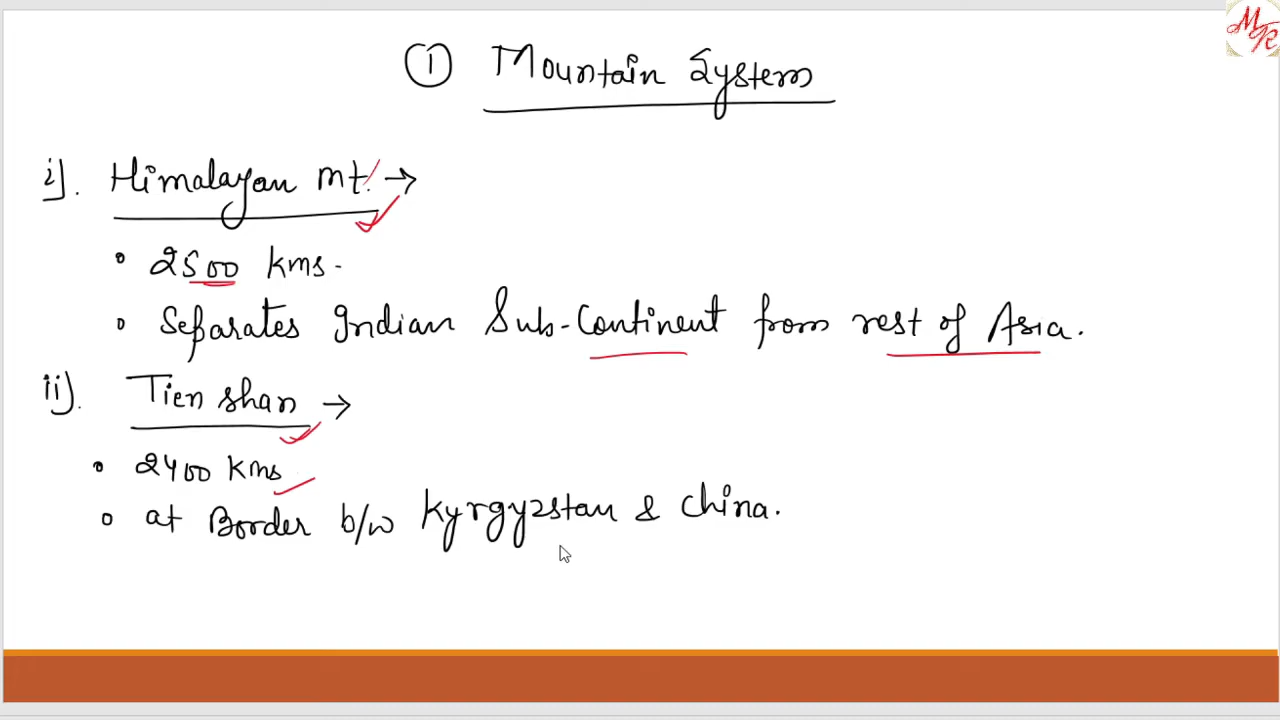 MR
① Mountain System
i). Himalayan mt. →
• 2500 kms.
• Separates Indian Sub-Continent from rest of Asia.
ii). Tien shan →
• 2400 kms
• at Border b/w Kyrgyzstan & China.